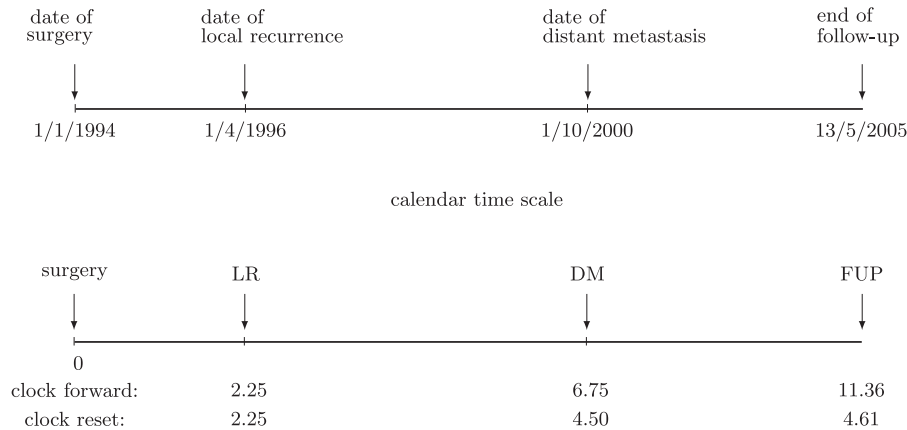 date of
surgery
date of
local recurrence
date of
distant metastasis
end of
follow-up
1/1/1994 1/4/1996 1/10/2000 13/5/2005
calendar time scale
surgery LR DM FUP
0
clock forward: 2.25 6.75 11.36
clock reset: 2.25 4.50 4.61